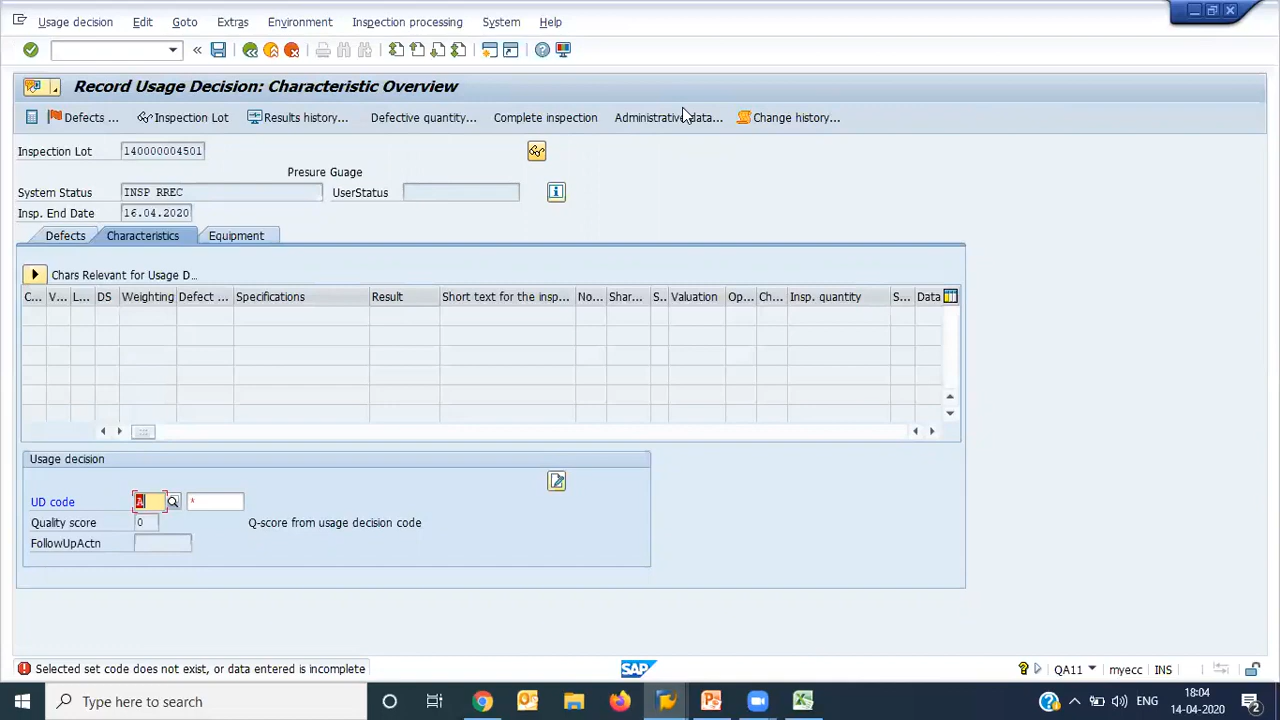 Usage decision Edit Goto Extras Environment Inspection processing System Help
Record Usage Decision: Characteristic Overview
Defects ... Inspection Lot Results history... Defective quantity... Complete inspection Administrative data... Change history...
Inspection Lot 140000004501
Presure Guage
System Status INSP RREC UserStatus
Insp. End Date 16.04.2020
Defects Characteristics Equipment
Chars Relevant for Usage D...
C... V... L... DS Weighting Defect ... Specifications Result Short text for the insp... No... Shar... S.. Valuation Op... Ch... Insp. quantity S... Data
Usage decision
UD code A *
Quality score 0 Q-score from usage decision code
FollowUpActn
Selected set code does not exist, or data entered is incomplete
SAP
QA11 myecc INS
Type here to search
ENG
18:04
14-04-2020
2